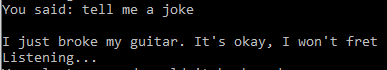 You said: tell me a joke
I just broke my guitar. It's okay, I won't fret
Listening...